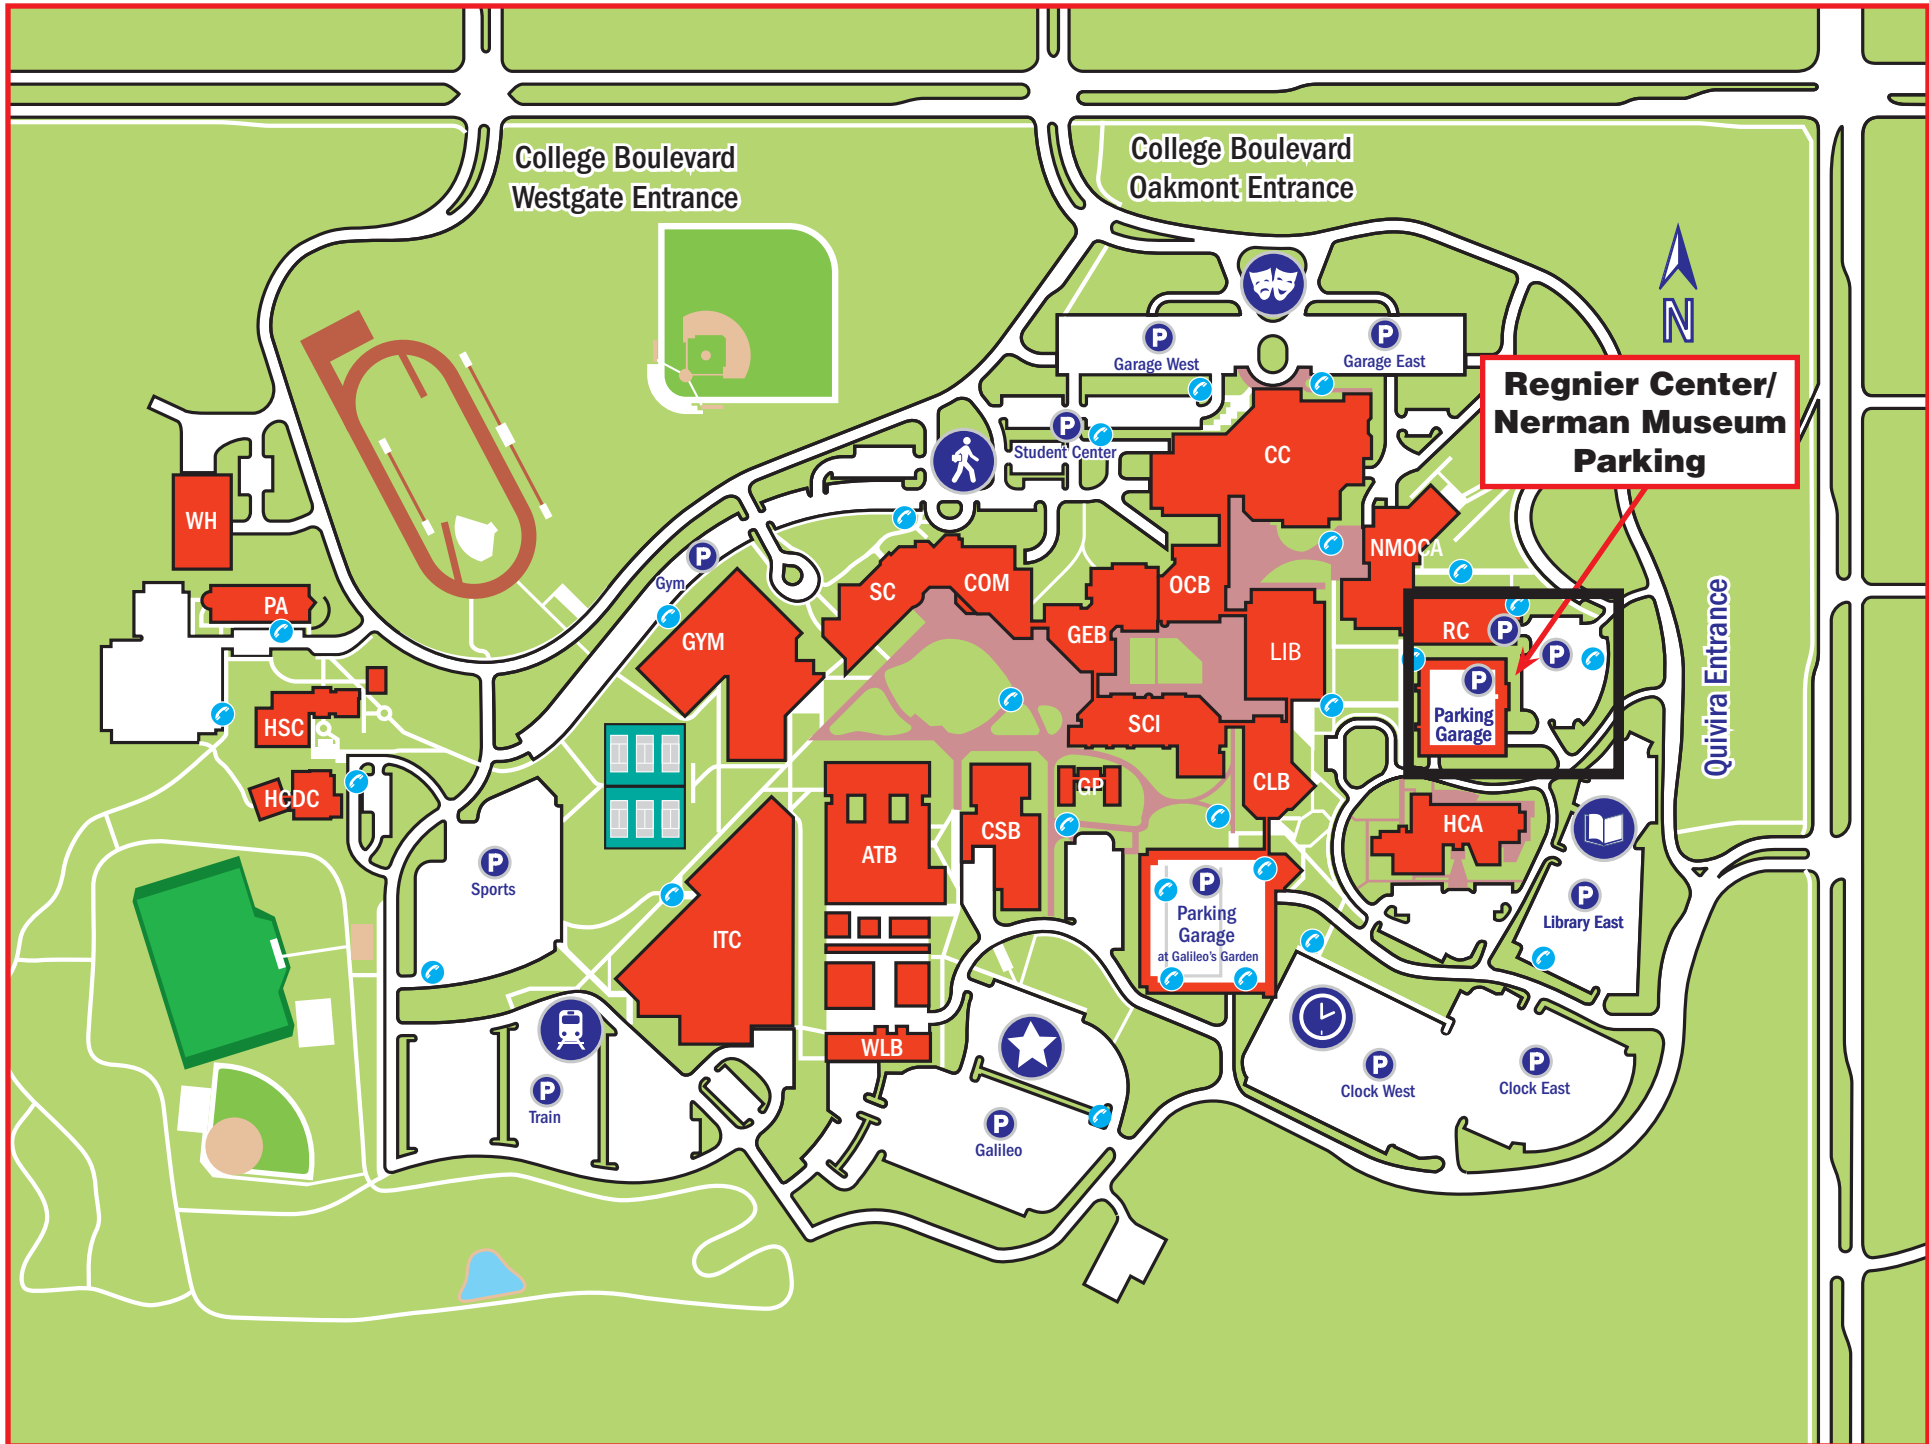 College Boulevard
Westgate Entrance
College Boulevard
Oakmont Entrance
N
P
Garage West
P
Garage East
Regnier Center/
Nerman Museum
Parking
P
Student Center
CC
WH
NMOCA
P
Gym
PA
SC
COM
OCB
GEB
GYM
LIB
RC
P
P
P
Parking
Garage
Quivira Entrance
HSC
SCI
HCDC
GP
CLB
CSB
ATB
HCA
P
Sports
P
Parking
Garage
at Galileo's Garden
P
Library East
ITC
WLB
P
Train
P
Galileo
P
Clock West
P
Clock East